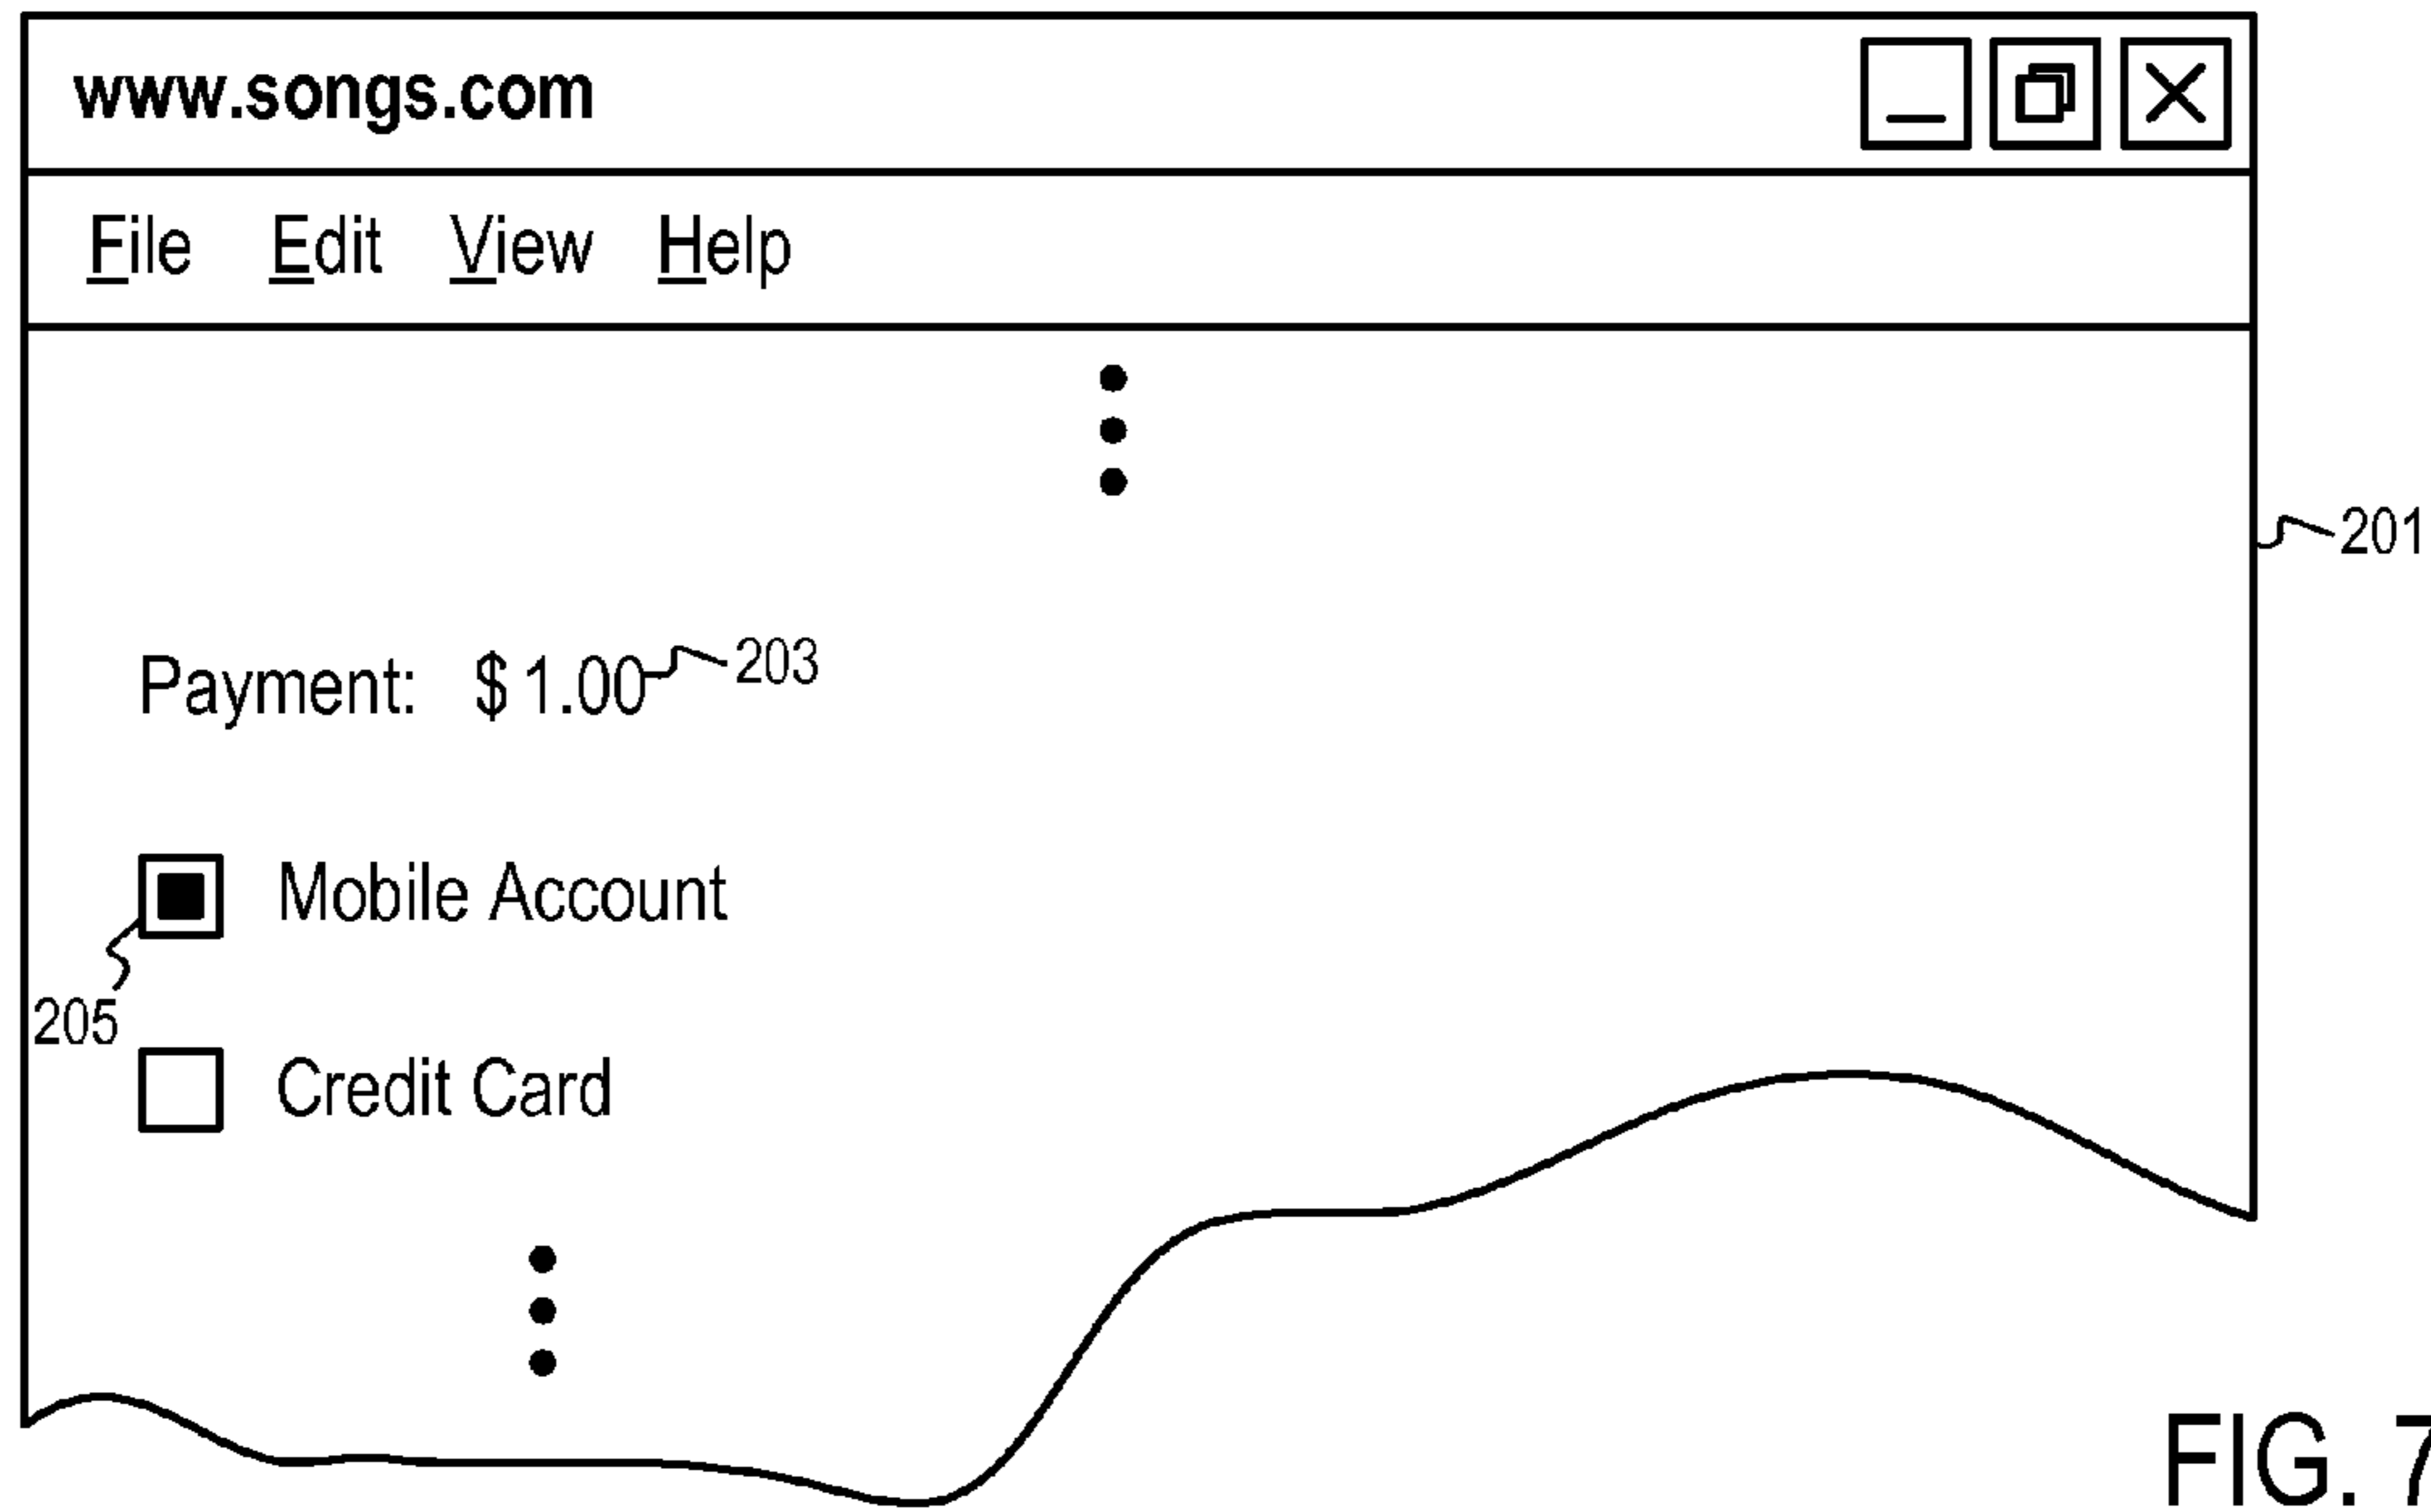 www.songs.com
File Edit View Help
201
Payment: $1.00 203
Mobile Account
205
Credit Card
FIG. 7